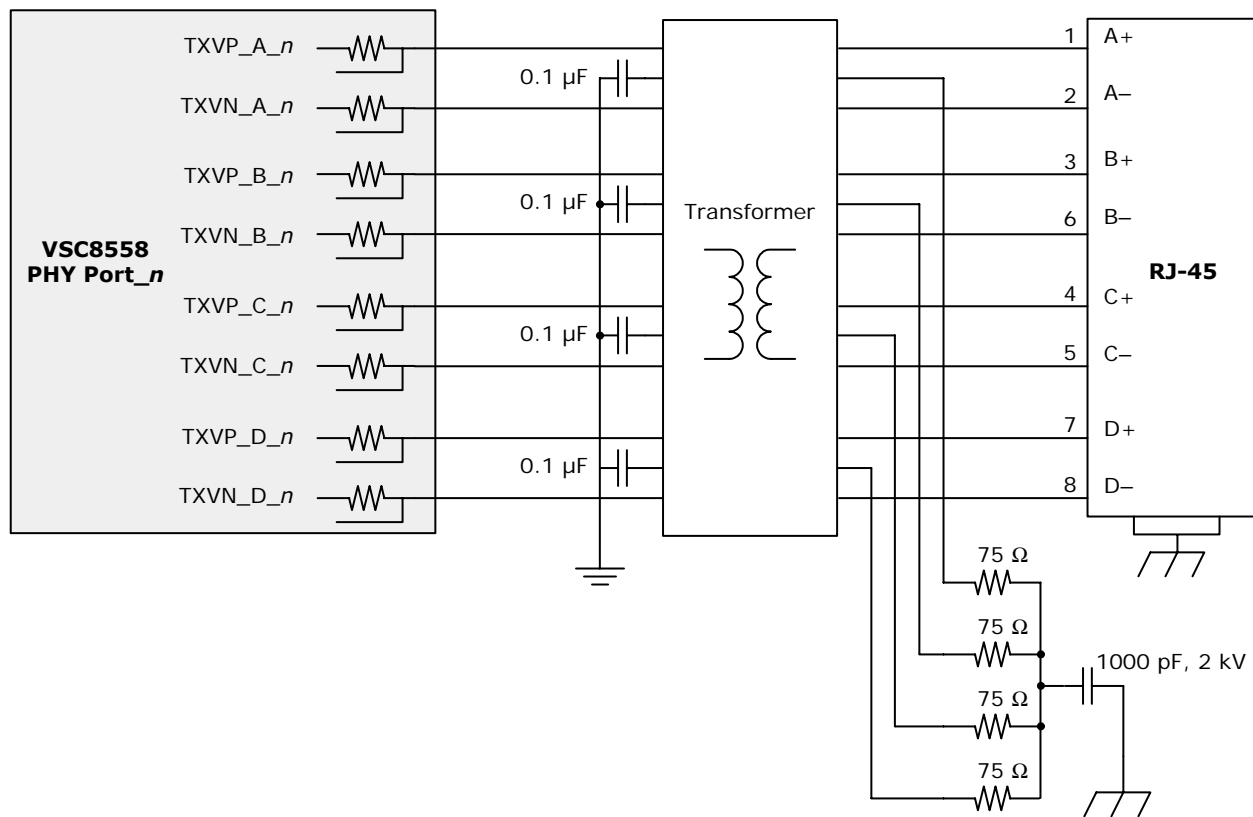 TXVP_A_n
0.1 µF
TXVN_A_n
TXVP_B_n
0.1 µF
TXVN_B_n
VSC8558
PHY Port_n
TXVP_C_n
0.1 µF
TXVN_C_n
TXVP_D_n
0.1 µF
TXVN_D_n
Transformer
1 A+
2 A−
3 B+
6 B−
4 C+
5 C−
7 D+
8 D−
RJ-45
75 Ω
75 Ω
1000 pF, 2 kV
75 Ω
75 Ω